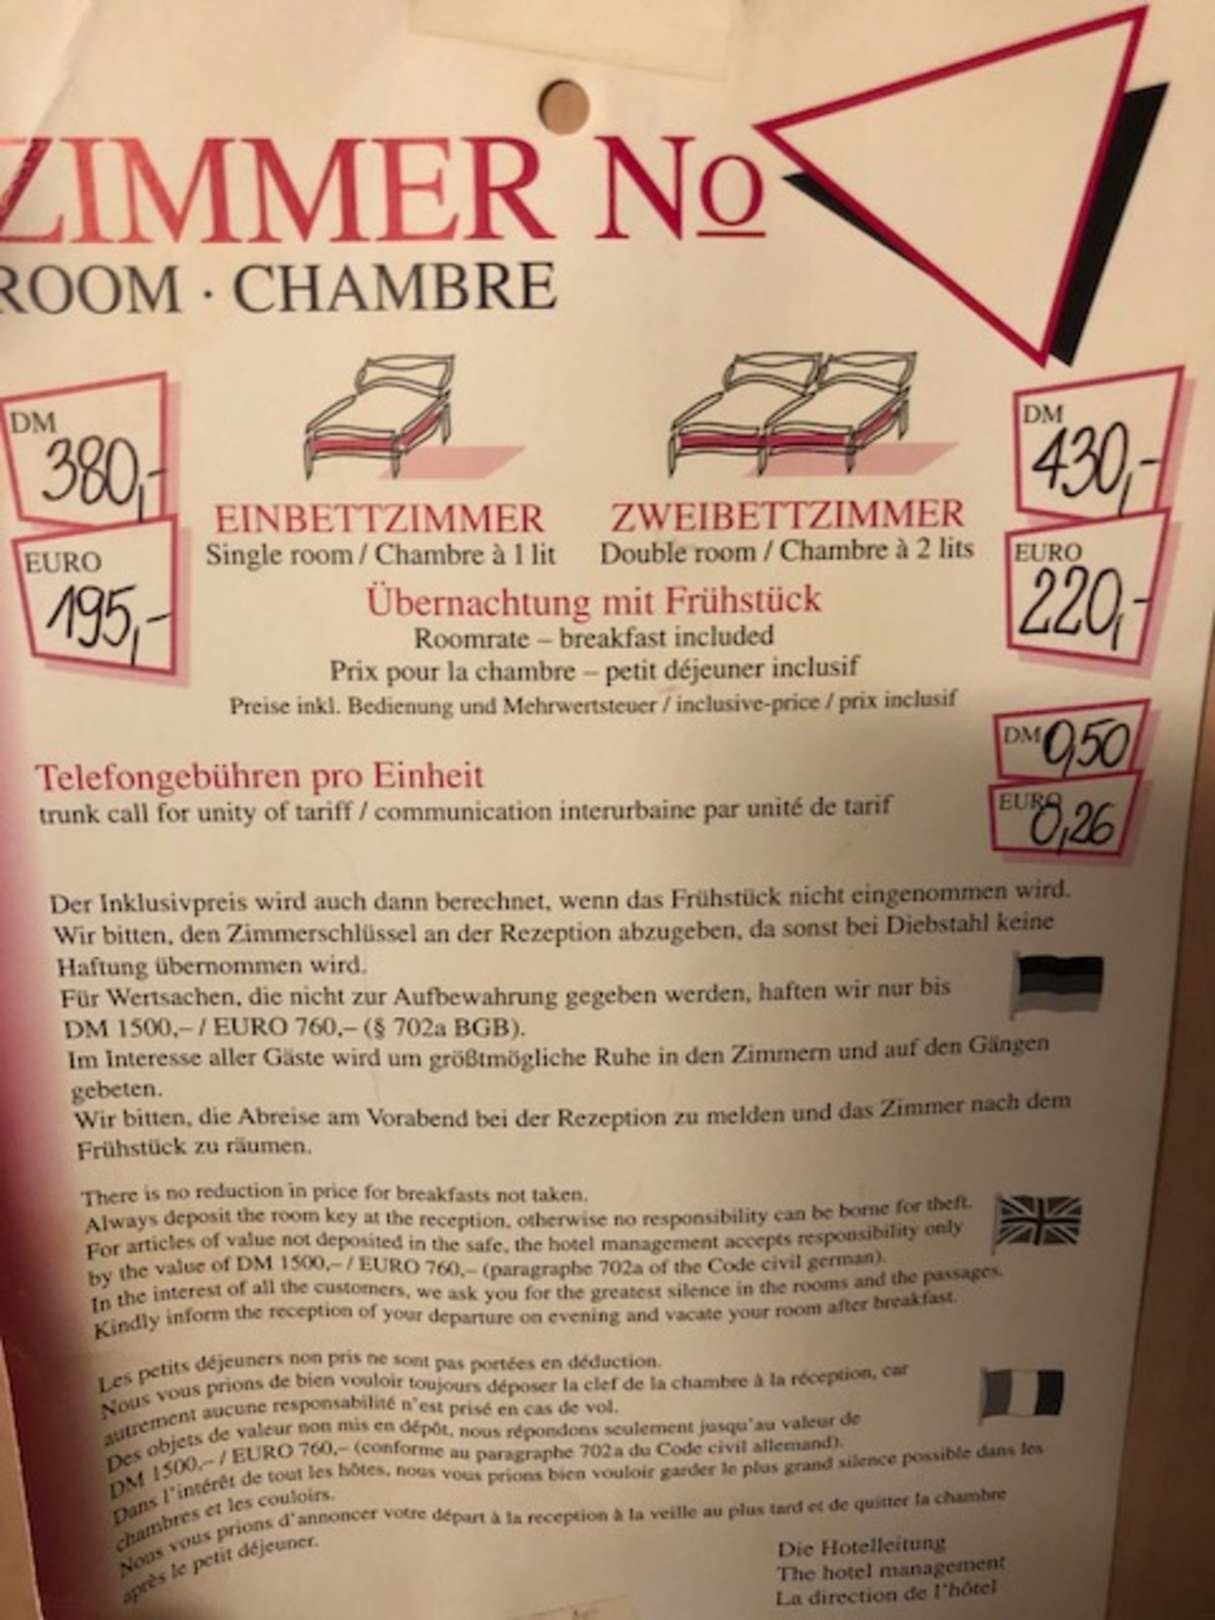 ZIMMER No
ROOM · CHAMBRE
DM
380,-
EURO
195,-
EINBETTZIMMER
Single room / Chambre à 1 lit
ZWEIBETTZIMMER
Double room / Chambre à 2 lits
DM
430,-
EURO
220,-
Übernachtung mit Frühstück
Roomrate – breakfast included
Prix pour la chambre – petit déjeuner inclusif
Preise inkl. Bedienung und Mehrwertsteuer / inclusive-price / prix inclusif
Telefongebühren pro Einheit
trunk call for unity of tariff / communication interurbaine par unité de tarif
DM 0,50
EURO 0,26
Der Inklusivpreis wird auch dann berechnet, wenn das Frühstück nicht eingenommen wird.
Wir bitten, den Zimmerschlüssel an der Rezeption abzugeben, da sonst bei Diebstahl keine
Haftung übernommen wird.
Für Wertsachen, die nicht zur Aufbewahrung gegeben werden, haften wir nur bis
DM 1500,– / EURO 760,– (§ 702a BGB).
Im Interesse aller Gäste wird um größtmögliche Ruhe in den Zimmern und auf den Gängen
gebeten.
Wir bitten, die Abreise am Vorabend bei der Rezeption zu melden und das Zimmer nach dem
Frühstück zu räumen.
There is no reduction in price for breakfasts not taken.
Always deposit the room key at the reception, otherwise no responsibility can be borne for theft.
For articles of value not deposited in the safe, the hotel management accepts responsibility only
by the value of DM 1500,– / EURO 760,– (paragraphe 702a of the Code civil german).
In the interest of all the customers, we ask you for the greatest silence in the rooms and the passages.
Kindly inform the reception of your departure on evening and vacate your room after breakfast.
Les petits déjeuners non pris ne sont pas portées en déduction.
Nous vous prions de bien vouloir toujours déposer la clef de la chambre à la réception, car
autrement aucune responsabilité n'est prisé en cas de vol.
Des objets de valeur non mis en dépôt, nous répondons seulement jusqu'au valeur de
DM 1500,– / EURO 760,– (conforme au paragraphe 702a du Code civil allemand).
Dans l'intérêt de tout les hôtes, nous vous prions bien vouloir garder le plus grand silence possible dans les
chambres et les couloirs.
Nous vous prions d'annoncer votre départ à la reception à la veille au plus tard et de quitter la chambre
après le petit déjeuner.
Die Hotelleitung
The hotel management
La direction de l'hôtel